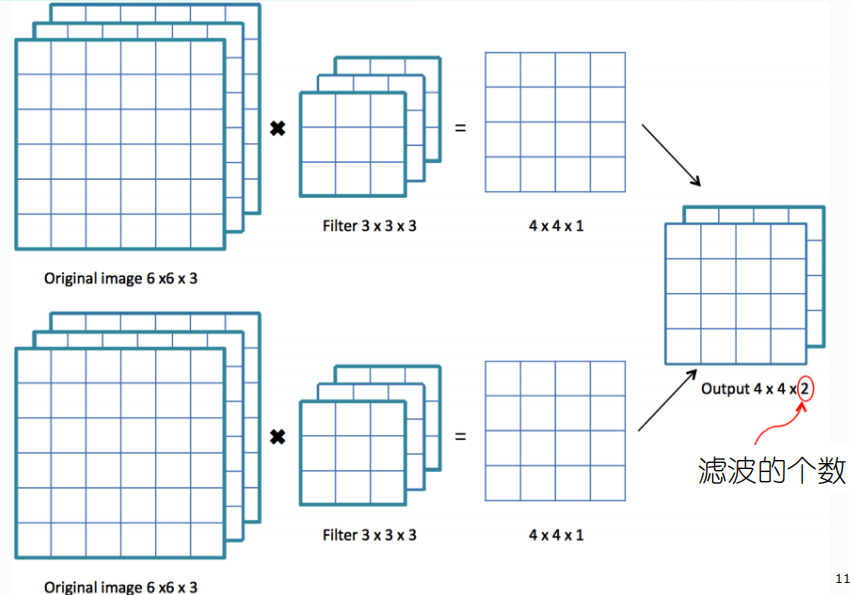 Filter 3 x 3 x 3
4 x 4 x 1
Original image 6 x6 x 3
Output 4 x 4 x 2
滤波的个数
Filter 3 x 3 x 3
4 x 4 x 1
Original image 6 x6 x 3
11